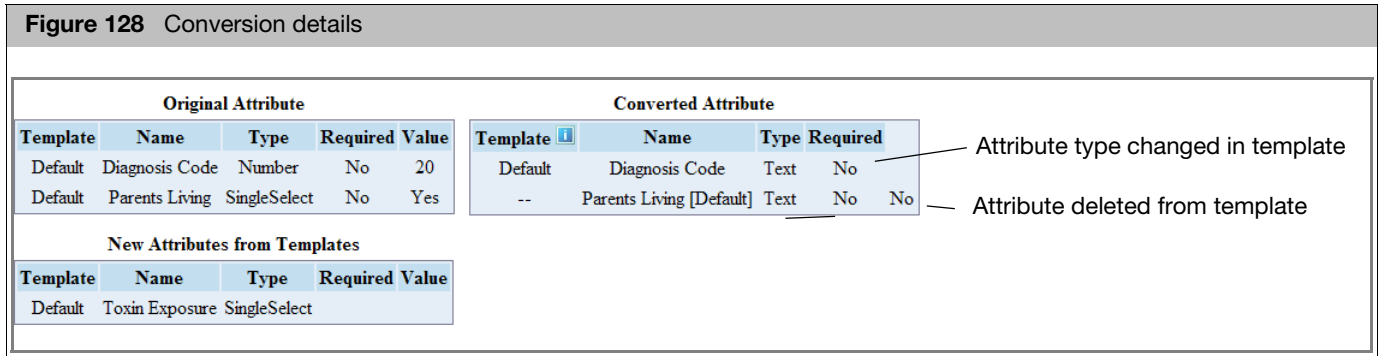 Figure 128 Conversion details
Original Attribute
Template Name Type Required Value
Default Diagnosis Code Number No 20
Default Parents Living SingleSelect No Yes
Converted Attribute
Template i Name Type Required
Default Diagnosis Code Text No
-- Parents Living [Default] Text No No
Attribute type changed in template
Attribute deleted from template
New Attributes from Templates
Template Name Type Required Value
Default Toxin Exposure SingleSelect